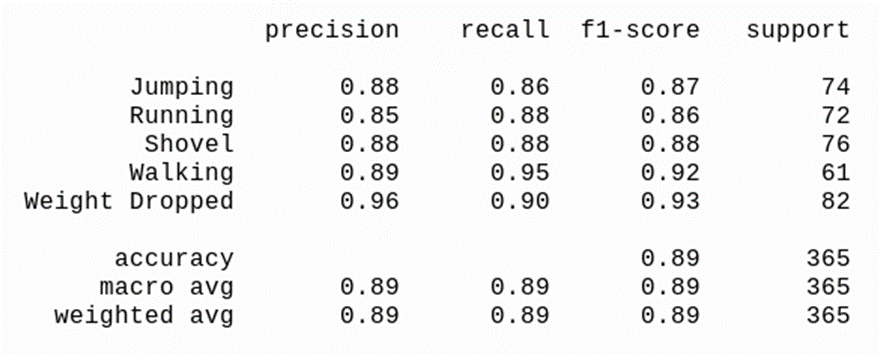 precision recall f1-score support
Jumping 0.88 0.86 0.87 74
Running 0.85 0.88 0.86 72
Shovel 0.88 0.88 0.88 76
Walking 0.89 0.95 0.92 61
Weight Dropped 0.96 0.90 0.93 82
accuracy 0.89 365
macro avg 0.89 0.89 0.89 365
weighted avg 0.89 0.89 0.89 365